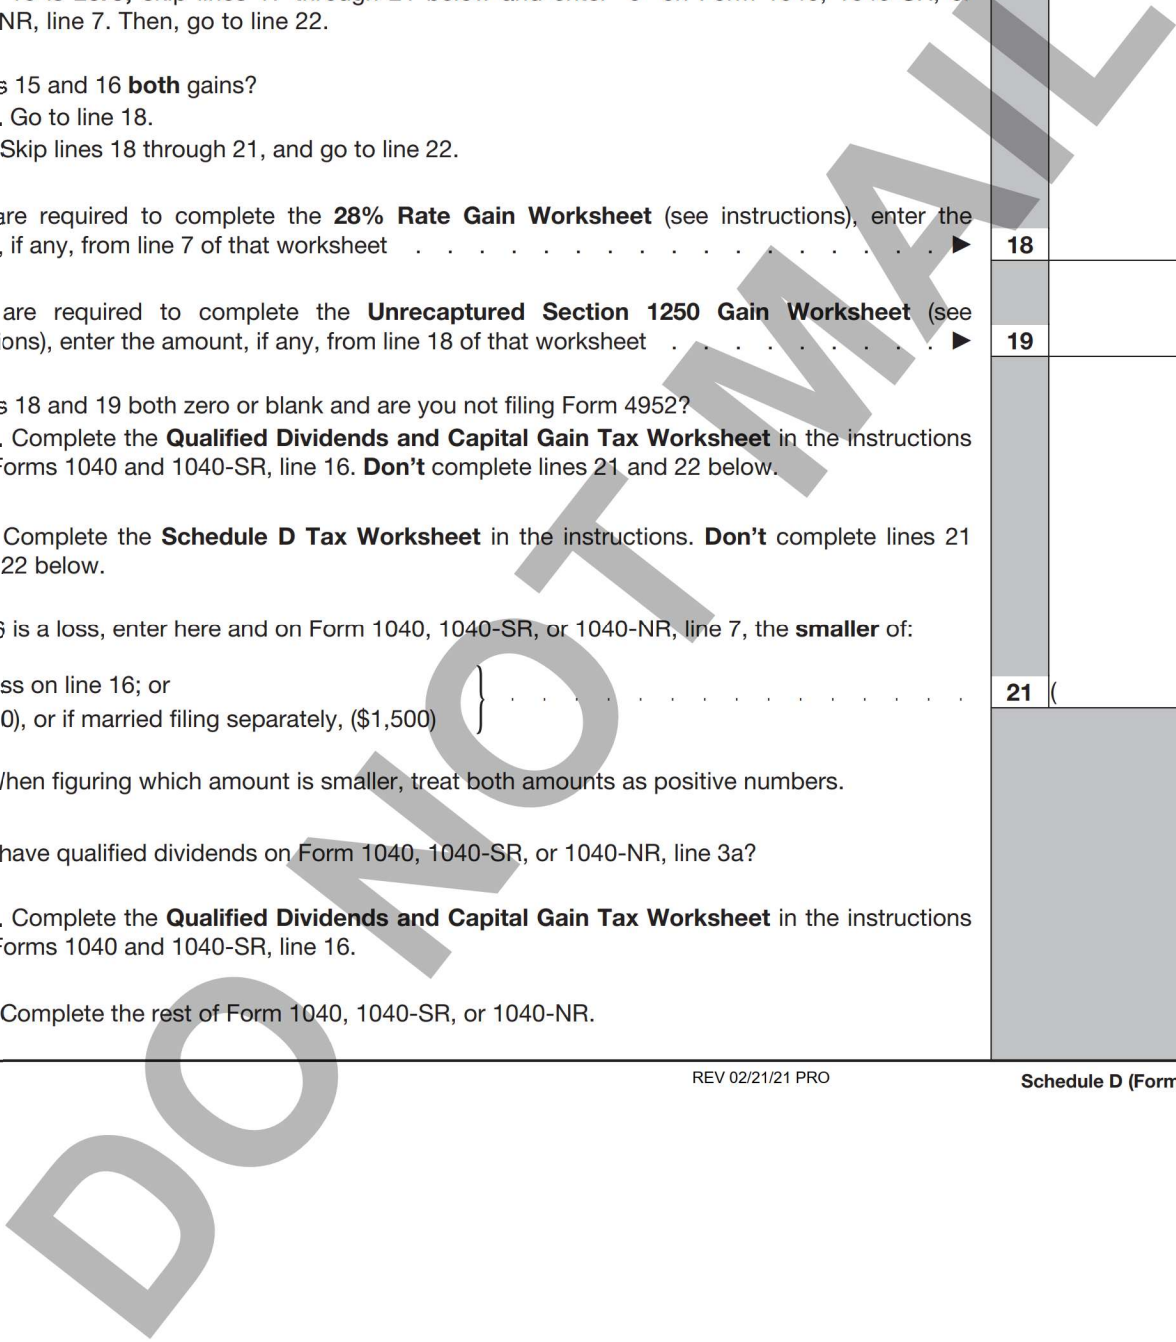 NR, line 7. Then, go to line 22.
15 and 16 both gains?
. Go to line 18.
Skip lines 18 through 21, and go to line 22.
are required to complete the 28% Rate Gain Worksheet (see instructions), enter the
, if any, from line 7 of that worksheet . . . . . . . . . . . . . . . . . ▶ 18
are required to complete the Unrecaptured Section 1250 Gain Worksheet (see
ions), enter the amount, if any, from line 18 of that worksheet . . . . . . . . . ▶ 19
18 and 19 both zero or blank and are you not filing Form 4952?
. Complete the Qualified Dividends and Capital Gain Tax Worksheet in the instructions
Forms 1040 and 1040-SR, line 16. Don't complete lines 21 and 22 below.
Complete the Schedule D Tax Worksheet in the instructions. Don't complete lines 21
22 below.
is a loss, enter here and on Form 1040, 1040-SR, or 1040-NR, line 7, the smaller of:
ss on line 16; or
0), or if married filing separately, ($1,500) } . . . . . . . . . . . . . . . 21 (
When figuring which amount is smaller, treat both amounts as positive numbers.
have qualified dividends on Form 1040, 1040-SR, or 1040-NR, line 3a?
. Complete the Qualified Dividends and Capital Gain Tax Worksheet in the instructions
Forms 1040 and 1040-SR, line 16.
Complete the rest of Form 1040, 1040-SR, or 1040-NR.
REV 02/21/21 PRO Schedule D (Form
DO NOT MAIL